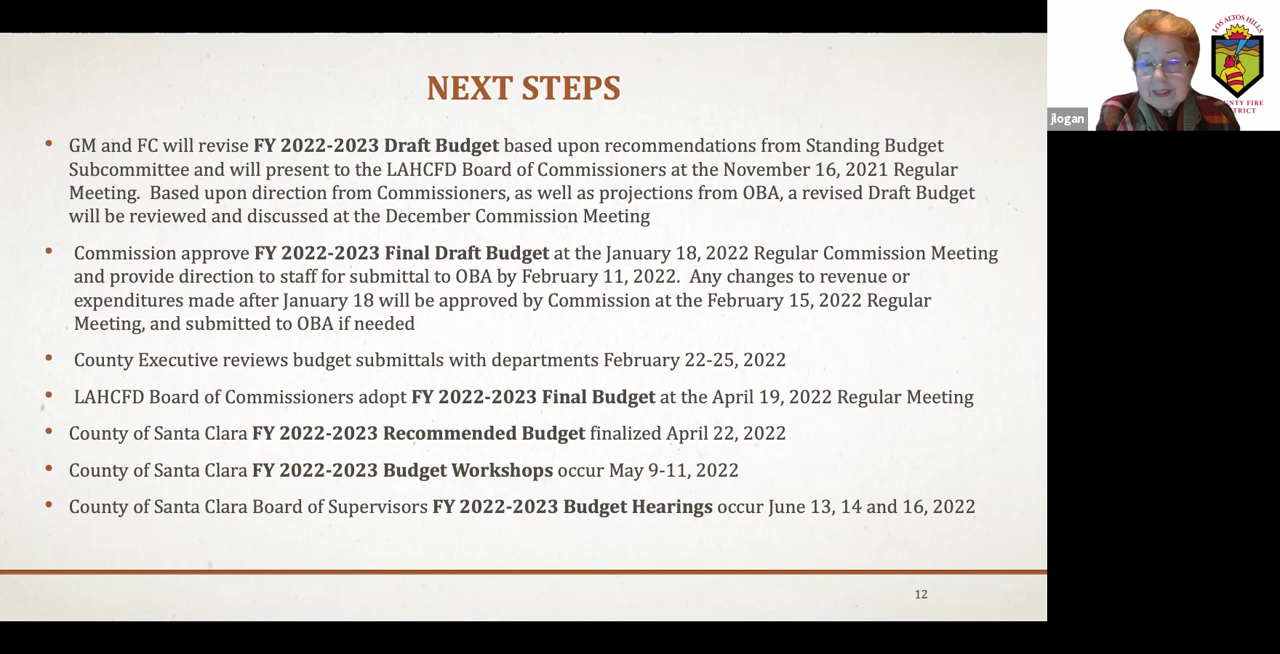 NEXT STEPS
• GM and FC will revise FY 2022-2023 Draft Budget based upon recommendations from Standing Budget
Subcommittee and will present to the LAHCFD Board of Commissioners at the November 16, 2021 Regular
Meeting. Based upon direction from Commissioners, as well as projections from OBA, a revised Draft Budget
will be reviewed and discussed at the December Commission Meeting
• Commission approve FY 2022-2023 Final Draft Budget at the January 18, 2022 Regular Commission Meeting
and provide direction to staff for submittal to OBA by February 11, 2022. Any changes to revenue or
expenditures made after January 18 will be approved by Commission at the February 15, 2022 Regular
Meeting, and submitted to OBA if needed
• County Executive reviews budget submittals with departments February 22-25, 2022
• LAHCFD Board of Commissioners adopt FY 2022-2023 Final Budget at the April 19, 2022 Regular Meeting
• County of Santa Clara FY 2022-2023 Recommended Budget finalized April 22, 2022
• County of Santa Clara FY 2022-2023 Budget Workshops occur May 9-11, 2022
• County of Santa Clara Board of Supervisors FY 2022-2023 Budget Hearings occur June 13, 14 and 16, 2022
12
jlogan
LOS ALTOS HILLS
UNTY FIRE
TRICT